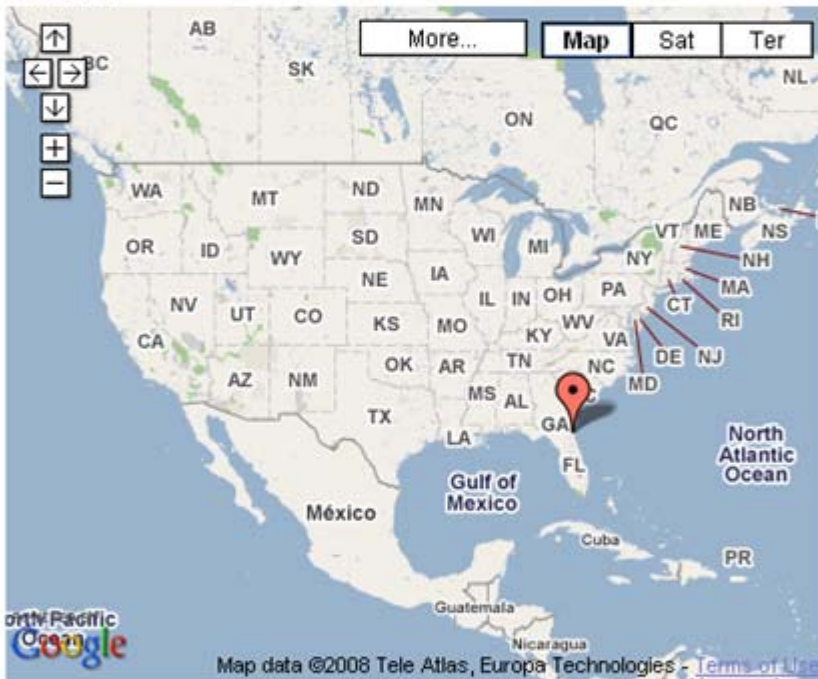 AB
BC
SK
More...
Map
Sat
Ter
NL
ON
QC
WA
MT
ND
MN
NB
OR
ID
SD
WI
MI
VT
ME
NS
WY
NY
NH
NE
IA
MA
NV
UT
CO
IL
IN
OH
PA
CT
RI
CA
KS
MO
KY
WV
VA
DE
NJ
AZ
NM
OK
AR
TN
NC
MD
TX
MS
AL
GA
LA
FL
North
Atlantic
Ocean
Gulf of
Mexico
México
Cuba
PR
Guatemala
Nicaragua
orth Pacific
Ocean
Google
Map data ©2008 Tele Atlas, Europa Technologies - Terms of Use